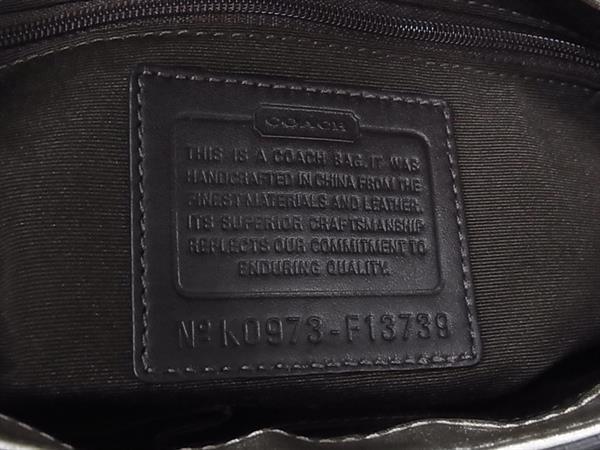 COACH
THIS IS A COACH BAG. IT WAS
HANDCRAFTED IN CHINA FROM THE
FINEST MATERIALS AND LEATHER.
ITS SUPERIOR CRAFTSMANSHIP
REFLECTS OUR COMMITMENT TO
ENDURING QUALITY.
Nº K0973-F13739